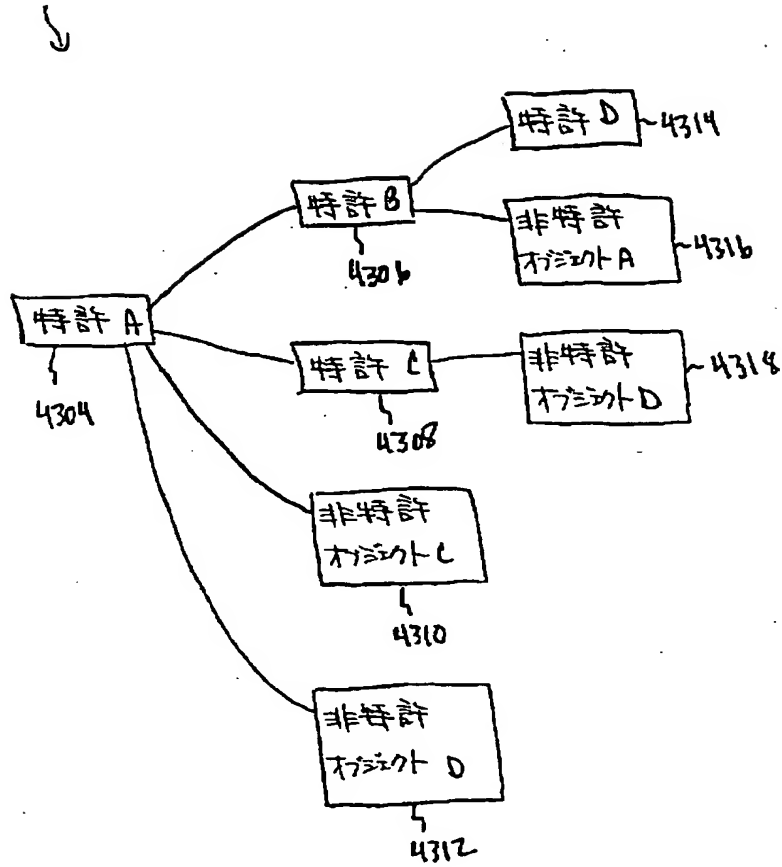 特許 D
4314
特許 B
4306
非特許
オブジェクト A
4316
特許 A
4304
特許 C
4308
非特許
オブジェクト D
4318
非特許
オブジェクト C
4310
非特許
オブジェクト D
4312